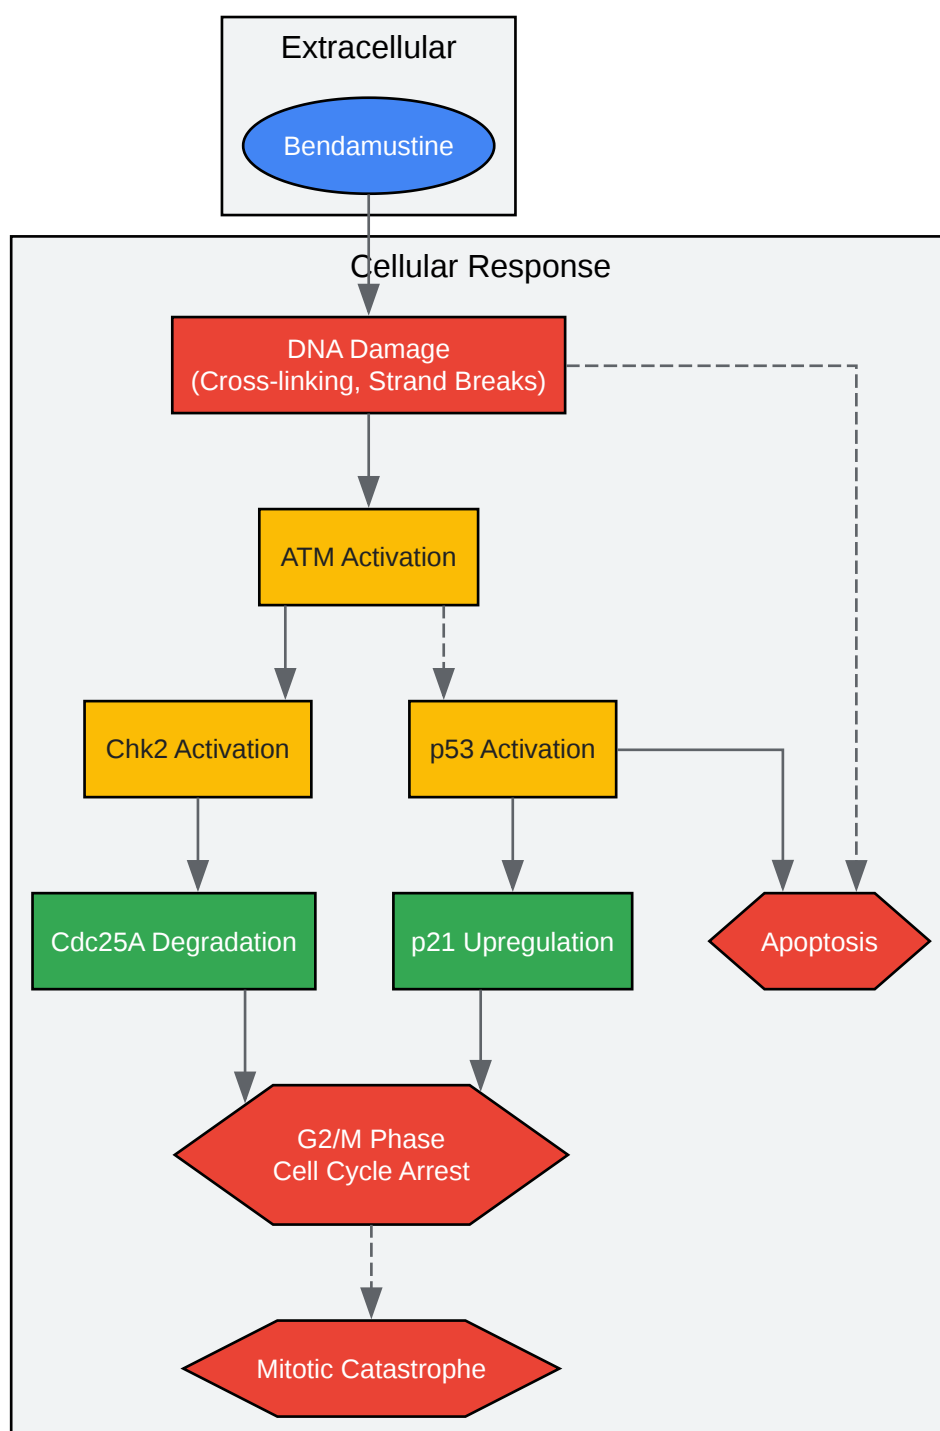 Extracellular
Bendamustine
Cellular Response
DNA Damage
(Cross-linking, Strand Breaks)
ATM Activation
Chk2 Activation
p53 Activation
Cdc25A Degradation
p21 Upregulation
Apoptosis
G2/M Phase
Cell Cycle Arrest
Mitotic Catastrophe